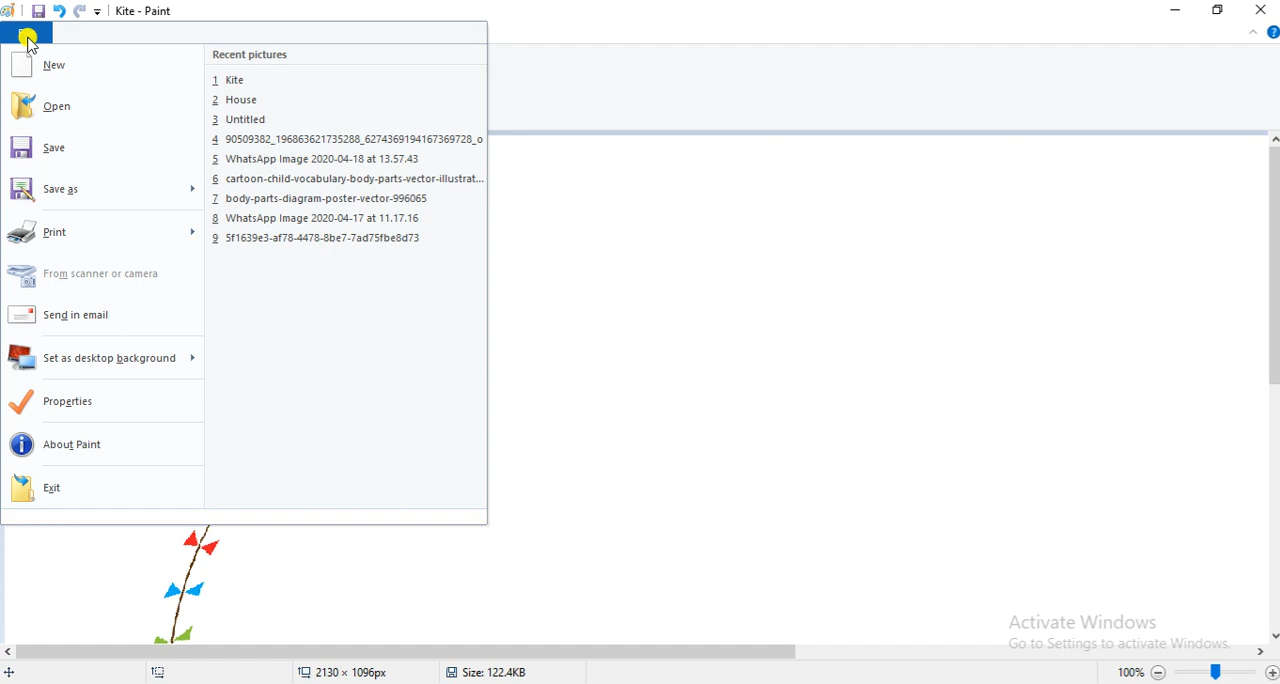 Kite - Paint
Recent pictures
New
1 Kite
2 House
Open
3 Untitled
4 90509382_196863621735288_6274369194167369728_o
Save
5 WhatsApp Image 2020-04-18 at 13.57.43
6 cartoon-child-vocabulary-body-parts-vector-illustrat...
Save as
7 body-parts-diagram-poster-vector-996065
8 WhatsApp Image 2020-04-17 at 11.17.16
Print
9 5f1639e3-af78-4478-8be7-7ad75fbe8d73
From scanner or camera
Send in email
Set as desktop background
Properties
About Paint
Exit
Activate Windows
Go to Settings to activate Windows.
2130 × 1096px
Size: 122.4KB
100%